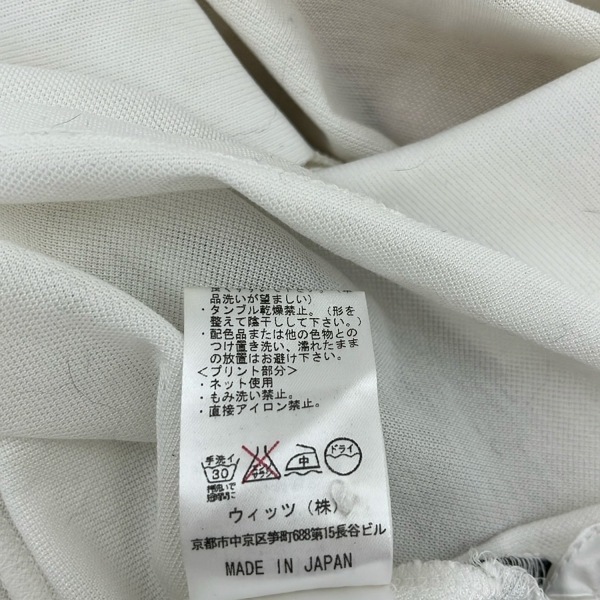 品洗いが望ましい)
・タンブル乾燥禁止。(形を
整えて陰干しして下さい。)
・配色品または他の色物との
つけ置き洗い、濡れたまま
の放置はお避け下さい。
<プリント部分>
・ネット使用
・もみ洗い禁止。
・直接アイロン禁止。
手洗イ
30
中
ドライ
ウィッツ (株)
京都市中京区笋町688第15長谷ビル
MADE IN JAPAN